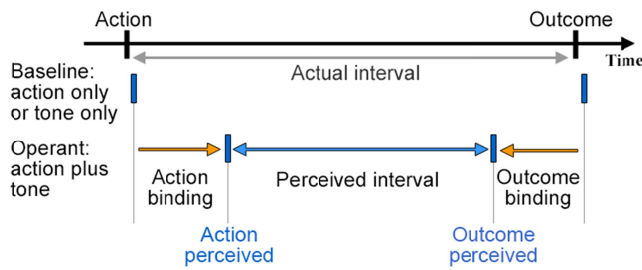 Action
Outcome
Time
Actual interval
Baseline:
action only
or tone only
Operant:
action plus
tone
Action
binding
Perceived interval
Outcome
binding
Action
perceived
Outcome
perceived